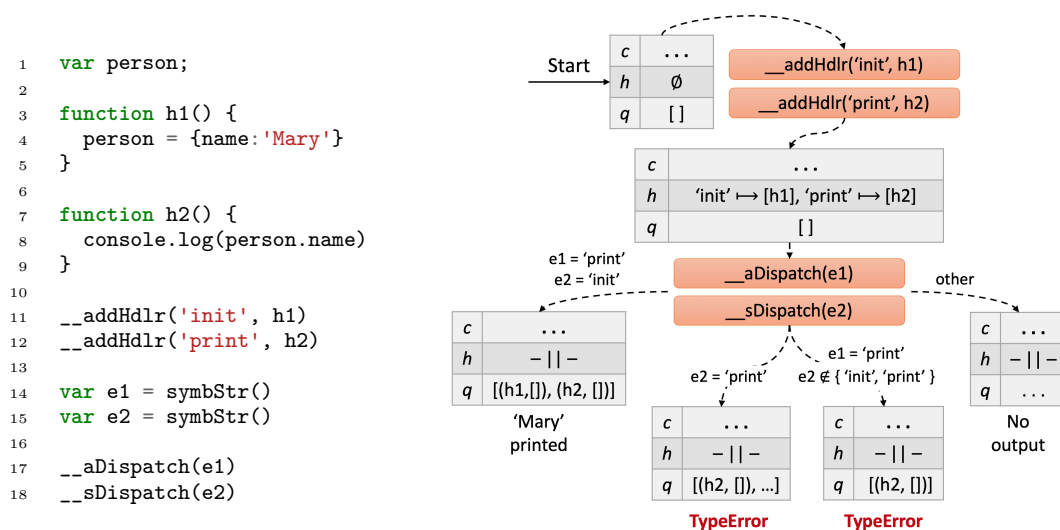 1 var person;
2
3 function h1() {
4 person = {name:'Mary'}
5 }
6
7 function h2() {
8 console.log(person.name)
9 }
10
11 __addHdlr('init', h1)
12 __addHdlr('print', h2)
13
14 var e1 = symbStr()
15 var e2 = symbStr()
16
17 __aDispatch(e1)
18 __sDispatch(e2)
Start
c ...
h ∅
q [ ]
__addHdlr(‘init’, h1)
__addHdlr(‘print’, h2)
c ...
h ‘init’ ⟼ [h1], ‘print’ ⟼ [h2]
q [ ]
e1 = ‘print’
e2 = ‘init’
__aDispatch(e1)
__sDispatch(e2)
other
c ...
h – || –
q [(h1,[]), (h2, [])]
‘Mary’
printed
e2 = ‘print’
e1 = ‘print’
e2 ∉ { ‘init’, ‘print’ }
c ...
h – || –
q [(h2, []), ...]
TypeError
c ...
h – || –
q [(h2, [])]
TypeError
c ...
h – || –
q ...
No
output